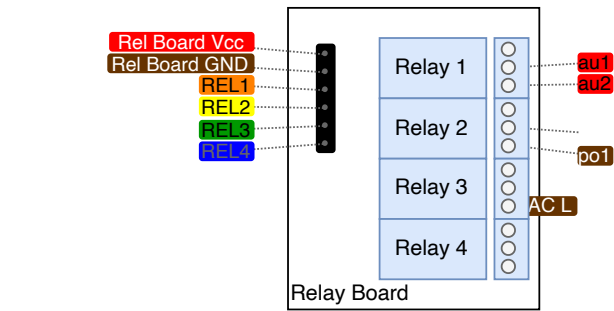 Rel Board Vcc
Rel Board GND
REL1
REL2
REL3
REL4
Relay 1
Relay 2
Relay 3
Relay 4
au1
au2
po1
AC L
Relay Board